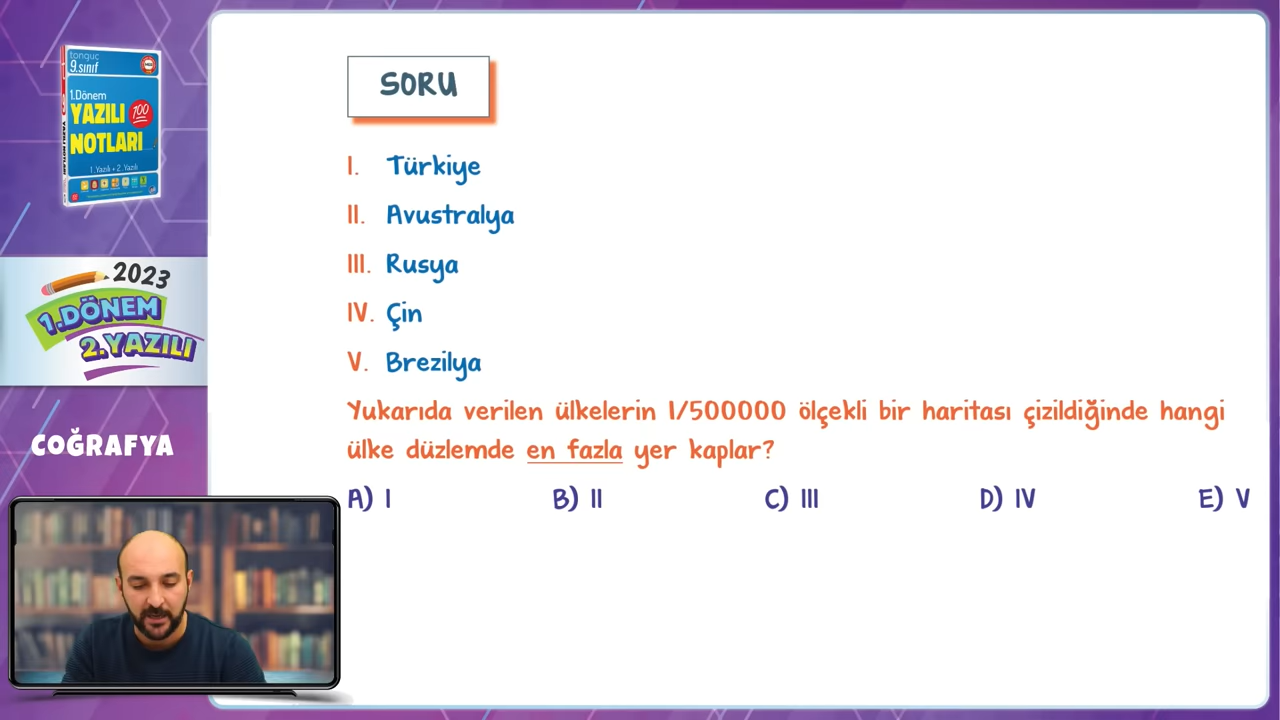 tonguç
9.sınıf
1.Dönem
YAZILI
100
NOTLARI
1.Yazılı + 2.Yazılı
2023
1.DÖNEM
2.YAZILI
COĞRAFYA
SORU
I. Türkiye
II. Avustralya
III. Rusya
IV. Çin
V. Brezilya
Yukarıda verilen ülkelerin 1/500000 ölçekli bir haritası çizildiğinde hangi
ülke düzlemde en fazla yer kaplar?
A) I B) II C) III D) IV E) V